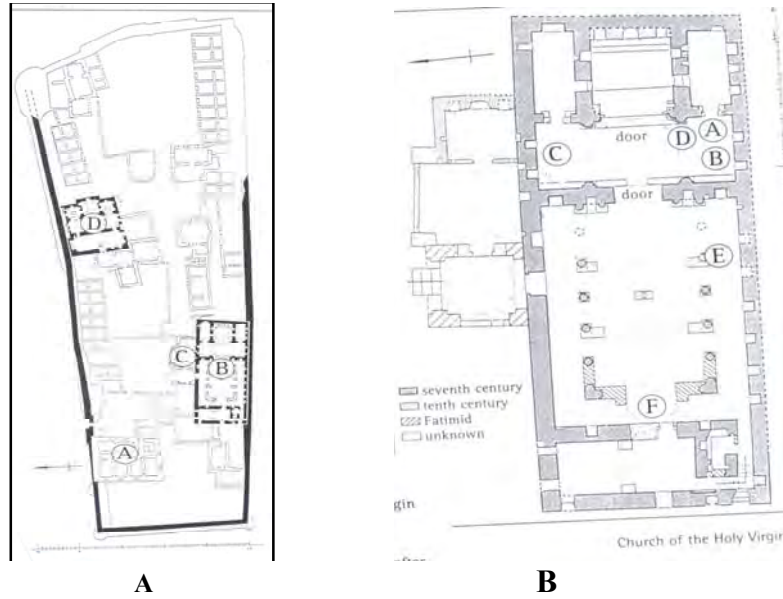 D
C
B
A
A
door
D
A
C
B
door
E
seventh century
tenth century
Fatimid
unknown
F
gin
Church of the Holy Virgin
A
B